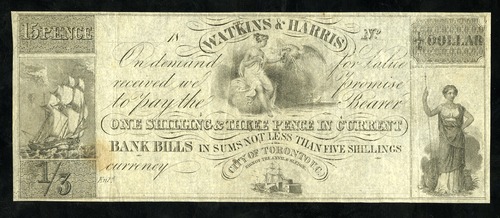 15 PENCE
WATKINS & HARRIS
18
No
¼ DOLLAR
On demand for Value
received we promise
to pay the Bearer
ONE SHILLING & THREE PENCE IN CURRENT
BANK BILLS IN SUMS NOT LESS THAN FIVE SHILLINGS
currency
CITY OF TORONTO U.C.
1/3
Entd.